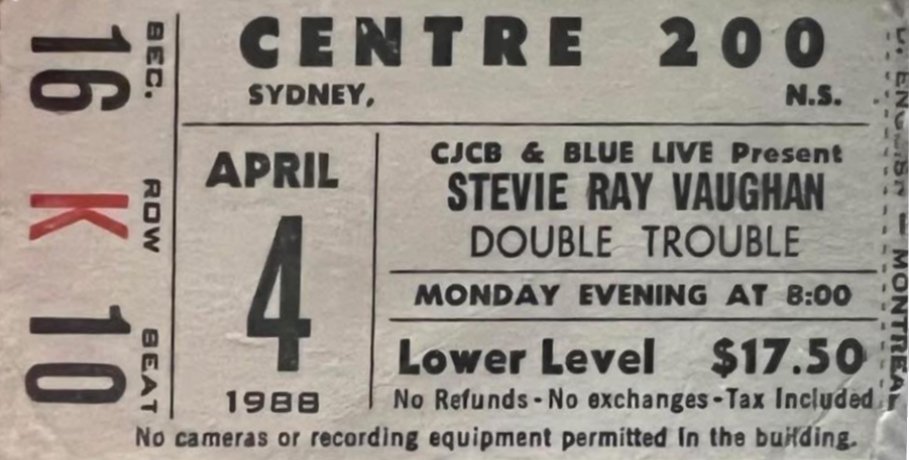 CENTRE 200
SYDNEY, N.S.
APRIL
4
1988
CJCB & BLUE LIVE Present
STEVIE RAY VAUGHAN
DOUBLE TROUBLE
MONDAY EVENING AT 8:00
Lower Level $17.50
No Refunds - No exchanges - Tax Included
No cameras or recording equipment permitted in the building.
SEC. ROW SEAT
16 K 10
MONTREAL